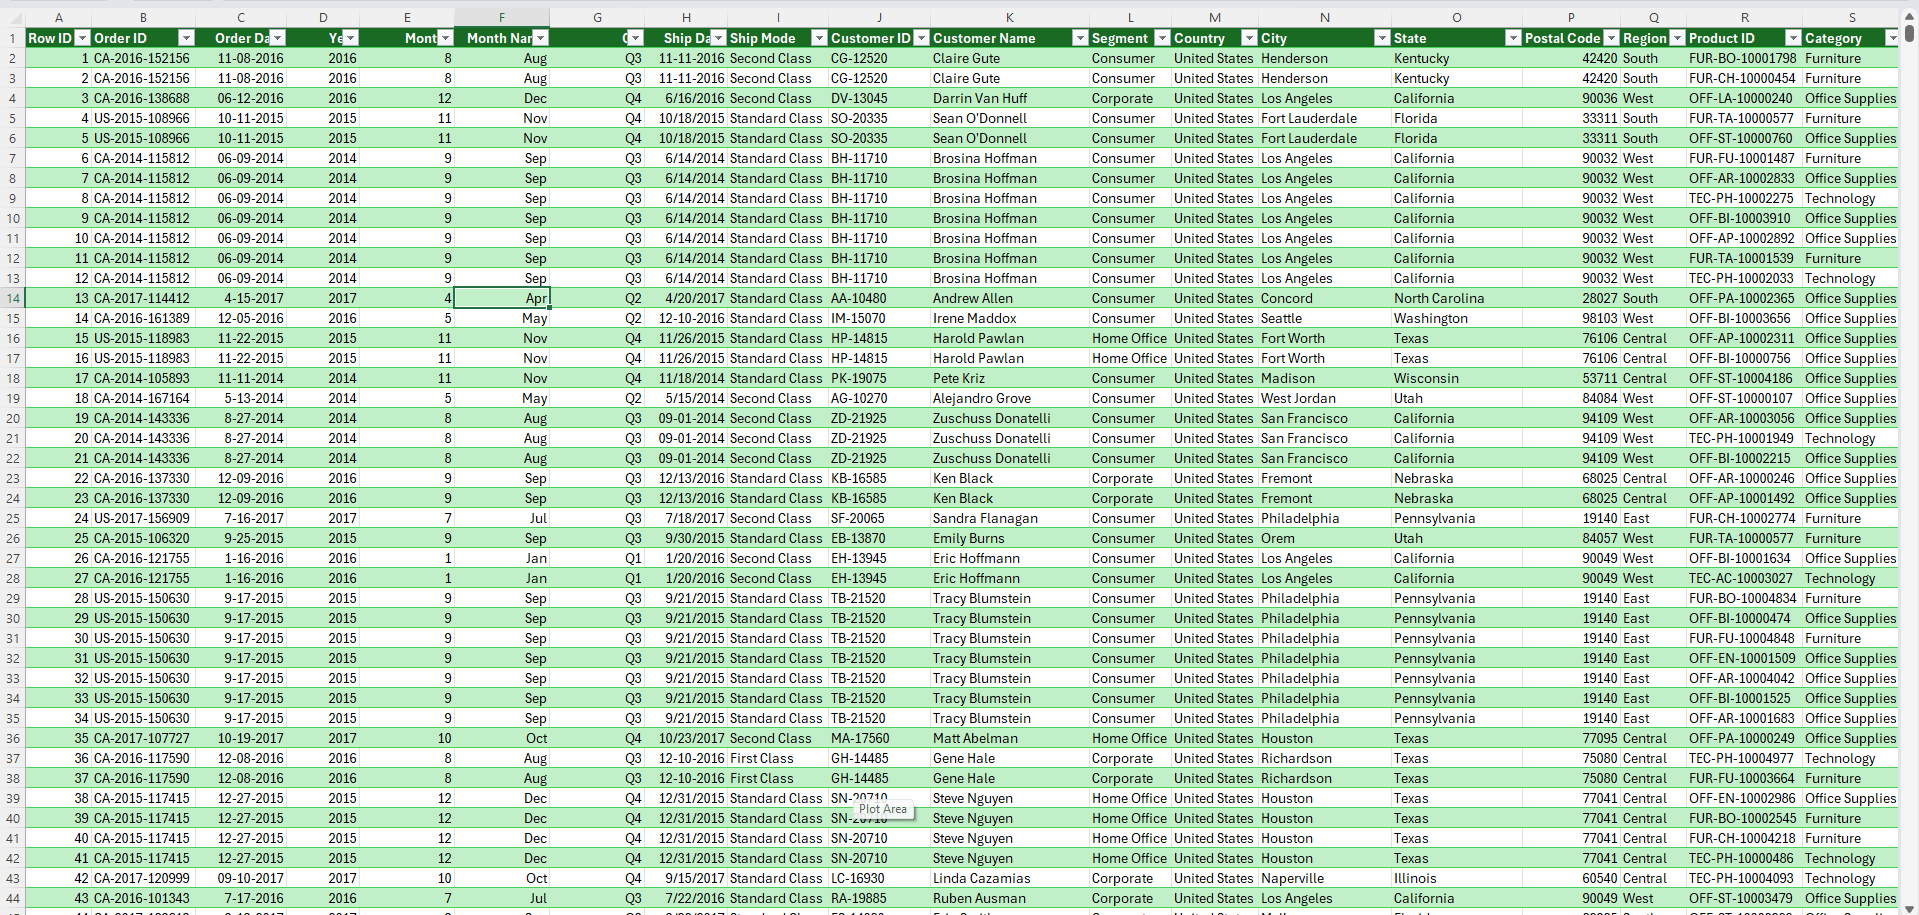 A B C D E F G H I J K L M N O P Q R S
1 Row ID Order ID Order Da Ye Mont Month Nar Ship Da Ship Mode Customer ID Customer Name Segment Country City State Postal Code Region Product ID Category
2 1 CA-2016-152156 11-08-2016 2016 8 Aug Q3 11-11-2016 Second Class CG-12520 Claire Gute Consumer United States Henderson Kentucky 42420 South FUR-BO-10001798 Furniture
3 2 CA-2016-152156 11-08-2016 2016 8 Aug Q3 11-11-2016 Second Class CG-12520 Claire Gute Consumer United States Henderson Kentucky 42420 South FUR-CH-10000454 Furniture
4 3 CA-2016-138688 06-12-2016 2016 12 Dec Q4 6/16/2016 Second Class DV-13045 Darrin Van Huff Corporate United States Los Angeles California 90036 West OFF-LA-10000240 Office Supplies
5 4 US-2015-108966 10-11-2015 2015 11 Nov Q4 10/18/2015 Standard Class SO-20335 Sean O'Donnell Consumer United States Fort Lauderdale Florida 33311 South FUR-TA-10000577 Furniture
6 5 US-2015-108966 10-11-2015 2015 11 Nov Q4 10/18/2015 Standard Class SO-20335 Sean O'Donnell Consumer United States Fort Lauderdale Florida 33311 South OFF-ST-10000760 Office Supplies
7 6 CA-2014-115812 06-09-2014 2014 9 Sep Q3 6/14/2014 Standard Class BH-11710 Brosina Hoffman Consumer United States Los Angeles California 90032 West FUR-FU-10001487 Furniture
8 7 CA-2014-115812 06-09-2014 2014 9 Sep Q3 6/14/2014 Standard Class BH-11710 Brosina Hoffman Consumer United States Los Angeles California 90032 West OFF-AR-10002833 Office Supplies
9 8 CA-2014-115812 06-09-2014 2014 9 Sep Q3 6/14/2014 Standard Class BH-11710 Brosina Hoffman Consumer United States Los Angeles California 90032 West TEC-PH-10002275 Technology
10 9 CA-2014-115812 06-09-2014 2014 9 Sep Q3 6/14/2014 Standard Class BH-11710 Brosina Hoffman Consumer United States Los Angeles California 90032 West OFF-BI-10003910 Office Supplies
11 10 CA-2014-115812 06-09-2014 2014 9 Sep Q3 6/14/2014 Standard Class BH-11710 Brosina Hoffman Consumer United States Los Angeles California 90032 West OFF-AP-10002892 Office Supplies
12 11 CA-2014-115812 06-09-2014 2014 9 Sep Q3 6/14/2014 Standard Class BH-11710 Brosina Hoffman Consumer United States Los Angeles California 90032 West FUR-TA-10001539 Furniture
13 12 CA-2014-115812 06-09-2014 2014 9 Sep Q3 6/14/2014 Standard Class BH-11710 Brosina Hoffman Consumer United States Los Angeles California 90032 West TEC-PH-10002033 Technology
14 13 CA-2017-114412 4-15-2017 2017 4 Apr Q2 4/20/2017 Standard Class AA-10480 Andrew Allen Consumer United States Concord North Carolina 28027 South OFF-PA-10002365 Office Supplies
15 14 CA-2016-161389 12-05-2016 2016 5 May Q2 12-10-2016 Standard Class IM-15070 Irene Maddox Consumer United States Seattle Washington 98103 West OFF-BI-10003656 Office Supplies
16 15 US-2015-118983 11-22-2015 2015 11 Nov Q4 11/26/2015 Standard Class HP-14815 Harold Pawlan Home Office United States Fort Worth Texas 76106 Central OFF-AP-10002311 Office Supplies
17 16 US-2015-118983 11-22-2015 2015 11 Nov Q4 11/26/2015 Standard Class HP-14815 Harold Pawlan Home Office United States Fort Worth Texas 76106 Central OFF-BI-10000756 Office Supplies
18 17 CA-2014-105893 11-11-2014 2014 11 Nov Q4 11/18/2014 Standard Class PK-19075 Pete Kriz Consumer United States Madison Wisconsin 53711 Central OFF-ST-10004186 Office Supplies
19 18 CA-2014-167164 5-13-2014 2014 5 May Q2 5/15/2014 Second Class AG-10270 Alejandro Grove Consumer United States West Jordan Utah 84084 West OFF-ST-10000107 Office Supplies
20 19 CA-2014-143336 8-27-2014 2014 8 Aug Q3 09-01-2014 Second Class ZD-21925 Zuschuss Donatelli Consumer United States San Francisco California 94109 West OFF-AR-10003056 Office Supplies
21 20 CA-2014-143336 8-27-2014 2014 8 Aug Q3 09-01-2014 Second Class ZD-21925 Zuschuss Donatelli Consumer United States San Francisco California 94109 West TEC-PH-10001949 Technology
22 21 CA-2014-143336 8-27-2014 2014 8 Aug Q3 09-01-2014 Second Class ZD-21925 Zuschuss Donatelli Consumer United States San Francisco California 94109 West OFF-BI-10002215 Office Supplies
23 22 CA-2016-137330 12-09-2016 2016 9 Sep Q3 12/13/2016 Standard Class KB-16585 Ken Black Corporate United States Fremont Nebraska 68025 Central OFF-AR-10000246 Office Supplies
24 23 CA-2016-137330 12-09-2016 2016 9 Sep Q3 12/13/2016 Standard Class KB-16585 Ken Black Corporate United States Fremont Nebraska 68025 Central OFF-AP-10001492 Office Supplies
25 24 US-2017-156909 7-16-2017 2017 7 Jul Q3 7/18/2017 Second Class SF-20065 Sandra Flanagan Consumer United States Philadelphia Pennsylvania 19140 East FUR-CH-10002774 Furniture
26 25 CA-2015-106320 9-25-2015 2015 9 Sep Q3 9/30/2015 Standard Class EB-13870 Emily Burns Consumer United States Orem Utah 84057 West FUR-TA-10000577 Furniture
27 26 CA-2016-121755 1-16-2016 2016 1 Jan Q1 1/20/2016 Second Class EH-13945 Eric Hoffmann Consumer United States Los Angeles California 90049 West OFF-BI-10001634 Office Supplies
28 27 CA-2016-121755 1-16-2016 2016 1 Jan Q1 1/20/2016 Second Class EH-13945 Eric Hoffmann Consumer United States Los Angeles California 90049 West TEC-AC-10003027 Technology
29 28 US-2015-150630 9-17-2015 2015 9 Sep Q3 9/21/2015 Standard Class TB-21520 Tracy Blumstein Consumer United States Philadelphia Pennsylvania 19140 East FUR-BO-10004834 Furniture
30 29 US-2015-150630 9-17-2015 2015 9 Sep Q3 9/21/2015 Standard Class TB-21520 Tracy Blumstein Consumer United States Philadelphia Pennsylvania 19140 East OFF-BI-10000474 Office Supplies
31 30 US-2015-150630 9-17-2015 2015 9 Sep Q3 9/21/2015 Standard Class TB-21520 Tracy Blumstein Consumer United States Philadelphia Pennsylvania 19140 East FUR-FU-10004848 Furniture
32 31 US-2015-150630 9-17-2015 2015 9 Sep Q3 9/21/2015 Standard Class TB-21520 Tracy Blumstein Consumer United States Philadelphia Pennsylvania 19140 East OFF-EN-10001509 Office Supplies
33 32 US-2015-150630 9-17-2015 2015 9 Sep Q3 9/21/2015 Standard Class TB-21520 Tracy Blumstein Consumer United States Philadelphia Pennsylvania 19140 East OFF-AR-10004042 Office Supplies
34 33 US-2015-150630 9-17-2015 2015 9 Sep Q3 9/21/2015 Standard Class TB-21520 Tracy Blumstein Consumer United States Philadelphia Pennsylvania 19140 East OFF-BI-10001525 Office Supplies
35 34 US-2015-150630 9-17-2015 2015 9 Sep Q3 9/21/2015 Standard Class TB-21520 Tracy Blumstein Consumer United States Philadelphia Pennsylvania 19140 East OFF-AR-10001683 Office Supplies
36 35 CA-2017-107727 10-19-2017 2017 10 Oct Q4 10/23/2017 Second Class MA-17560 Matt Abelman Home Office United States Houston Texas 77095 Central OFF-PA-10000249 Office Supplies
37 36 CA-2016-117590 12-08-2016 2016 8 Aug Q3 12-10-2016 First Class GH-14485 Gene Hale Corporate United States Richardson Texas 75080 Central TEC-PH-10004977 Technology
38 37 CA-2016-117590 12-08-2016 2016 8 Aug Q3 12-10-2016 First Class GH-14485 Gene Hale Corporate United States Richardson Texas 75080 Central FUR-FU-10003664 Furniture
39 38 CA-2015-117415 12-27-2015 2015 12 Dec Q4 12/31/2015 Standard Class SN-20710 Steve Nguyen Home Office United States Houston Texas 77041 Central OFF-EN-10002986 Office Supplies
Plot Area
40 39 CA-2015-117415 12-27-2015 2015 12 Dec Q4 12/31/2015 Standard Class SN-20710 Steve Nguyen Home Office United States Houston Texas 77041 Central FUR-BO-10002545 Furniture
41 40 CA-2015-117415 12-27-2015 2015 12 Dec Q4 12/31/2015 Standard Class SN-20710 Steve Nguyen Home Office United States Houston Texas 77041 Central FUR-CH-10004218 Furniture
42 41 CA-2015-117415 12-27-2015 2015 12 Dec Q4 12/31/2015 Standard Class SN-20710 Steve Nguyen Home Office United States Houston Texas 77041 Central TEC-PH-10000486 Technology
43 42 CA-2017-120999 09-10-2017 2017 10 Oct Q4 9/15/2017 Standard Class LC-16930 Linda Cazamias Corporate United States Naperville Illinois 60540 Central TEC-PH-10004093 Technology
44 43 CA-2016-101343 7-17-2016 2016 7 Jul Q3 7/22/2016 Standard Class RA-19885 Ruben Ausman Corporate United States Los Angeles California 90049 West OFF-ST-10003479 Office Supplies